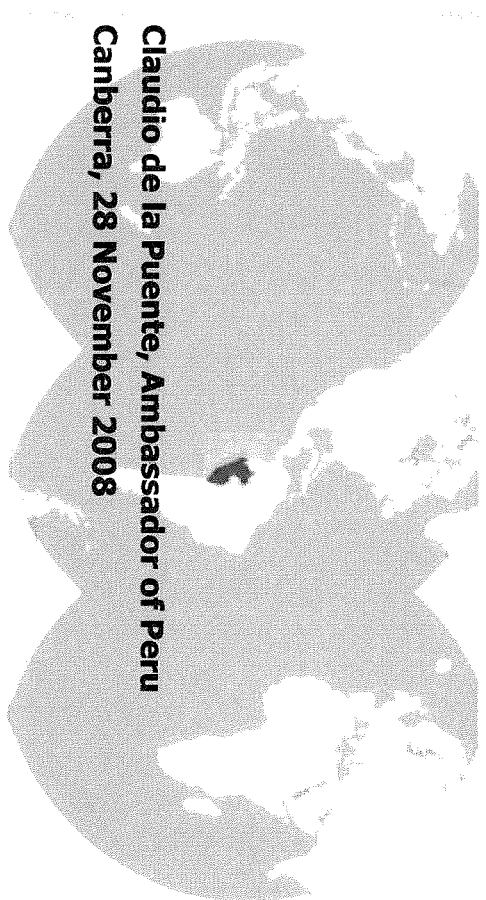 Claudio de la Puente, Ambassador of Peru
Canberra, 28 November 2008